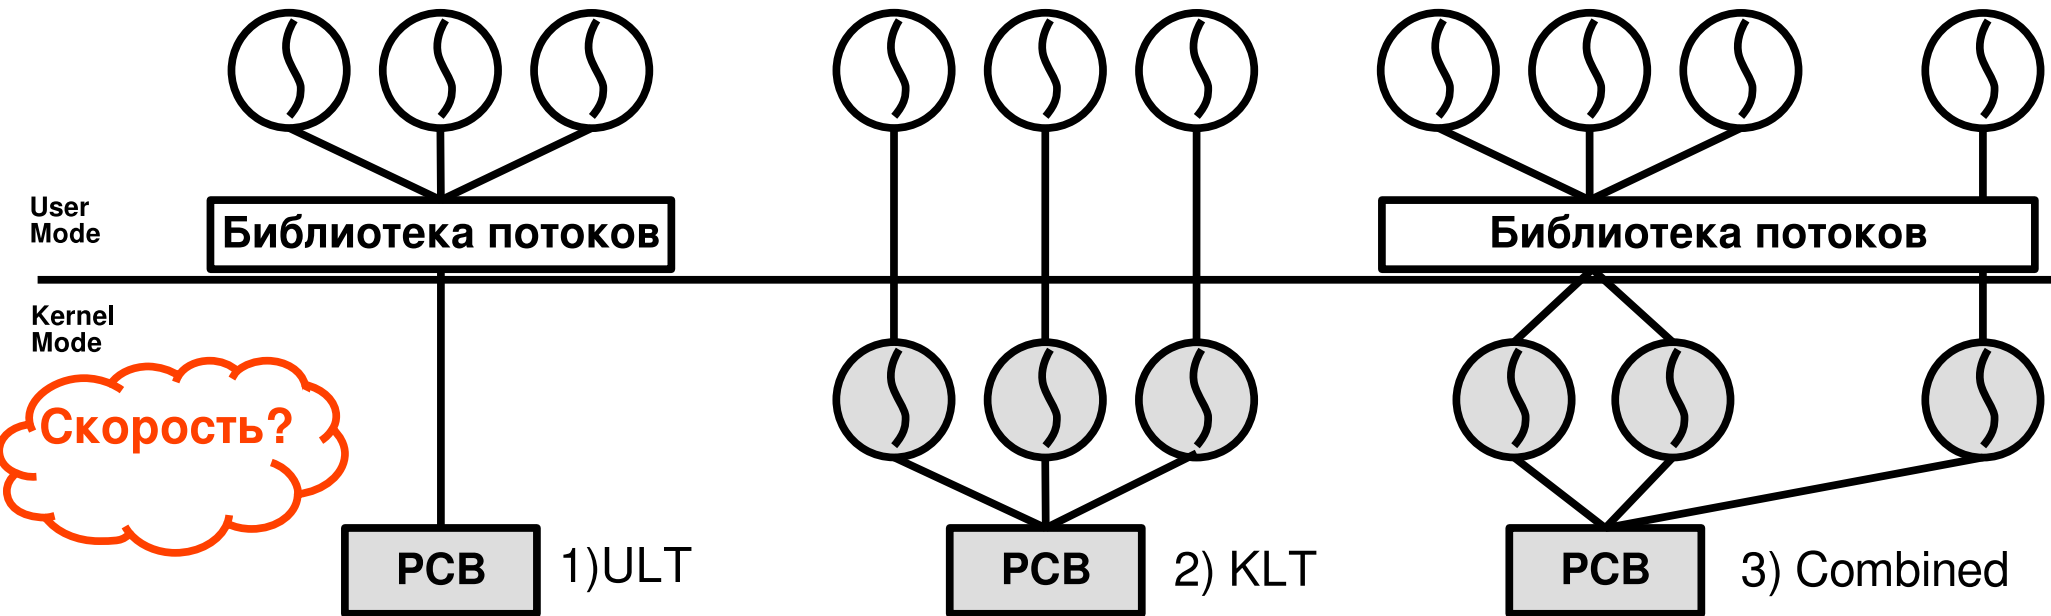 User
Mode
Библиотека потоков
Библиотека потоков
Kernel
Mode
Скорость?
PCB
1)ULT
PCB
2) KLT
PCB
3) Combined